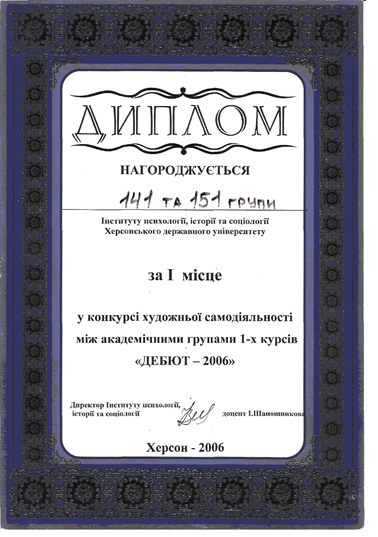 ДИПЛОМ
НАГОРОДЖУЄТЬСЯ
141 та 151 групи
Інституту психології, історії та соціології
Херсонського державного університету
за І місце
у конкурсі художньої самодіяльності
між академічними групами 1-х курсів
«ДЕБЮТ – 2006»
Директор Інституту психології,
історії та соціології доцент І.Шапошникова
Херсон - 2006